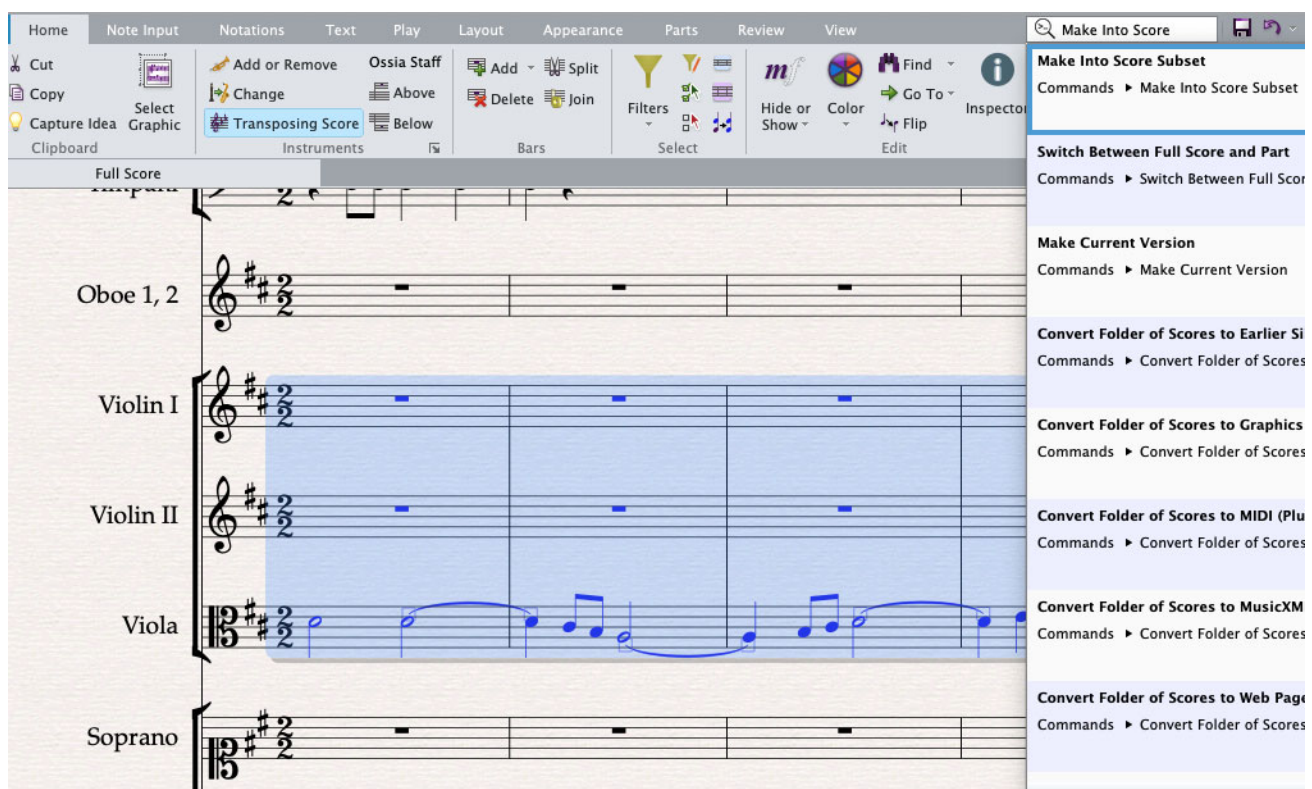 Home Note Input Notations Text Play Layout Appearance Parts Review View
Make Into Score
Cut
Copy
Capture Idea
Select
Graphic
Clipboard
Add or Remove
Change
Transposing Score
Ossia Staff
Above
Below
Instruments
Add
Split
Delete
Join
Bars
Filters
Select
mf
Hide or
Show
Color
Find
Go To
Flip
Edit
Inspector
Full Score
Timpani
Oboe 1, 2
Violin I
Violin II
Viola
Soprano
Make Into Score Subset
Commands ▸ Make Into Score Subset
Switch Between Full Score and Part
Commands ▸ Switch Between Full Scor
Make Current Version
Commands ▸ Make Current Version
Convert Folder of Scores to Earlier Si
Commands ▸ Convert Folder of Scores
Convert Folder of Scores to Graphics
Commands ▸ Convert Folder of Scores
Convert Folder of Scores to MIDI (Plu
Commands ▸ Convert Folder of Scores
Convert Folder of Scores to MusicXM
Commands ▸ Convert Folder of Scores
Convert Folder of Scores to Web Page
Commands ▸ Convert Folder of Scores